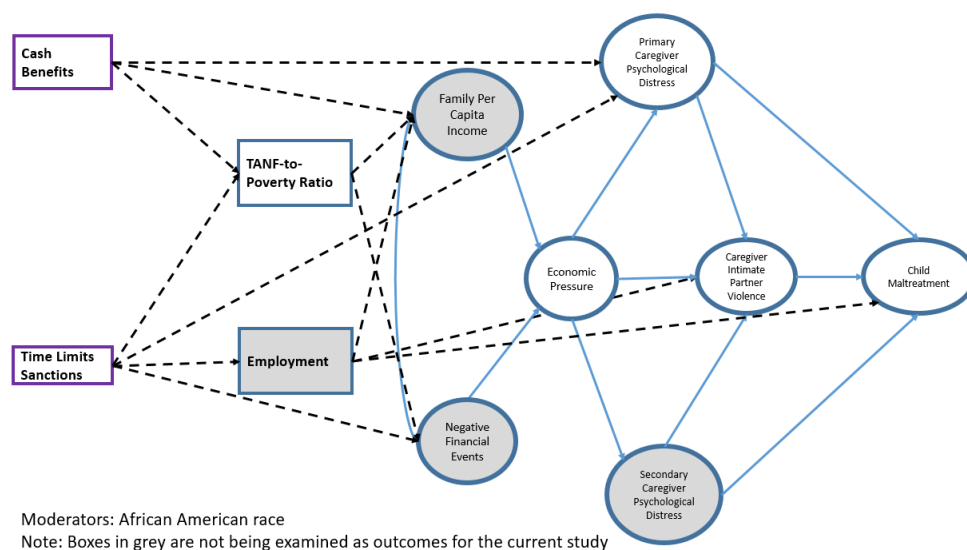 Cash
Benefits
Primary
Caregiver
Psychological
Distress
Family Per
Capita
Income
TANF-to-
Poverty Ratio
Economic
Pressure
Caregiver
Intimate
Partner
Violence
Child
Maltreatment
Time Limits
Sanctions
Employment
Negative
Financial
Events
Secondary
Caregiver
Psychological
Distress
Moderators: African American race
Note: Boxes in grey are not being examined as outcomes for the current study